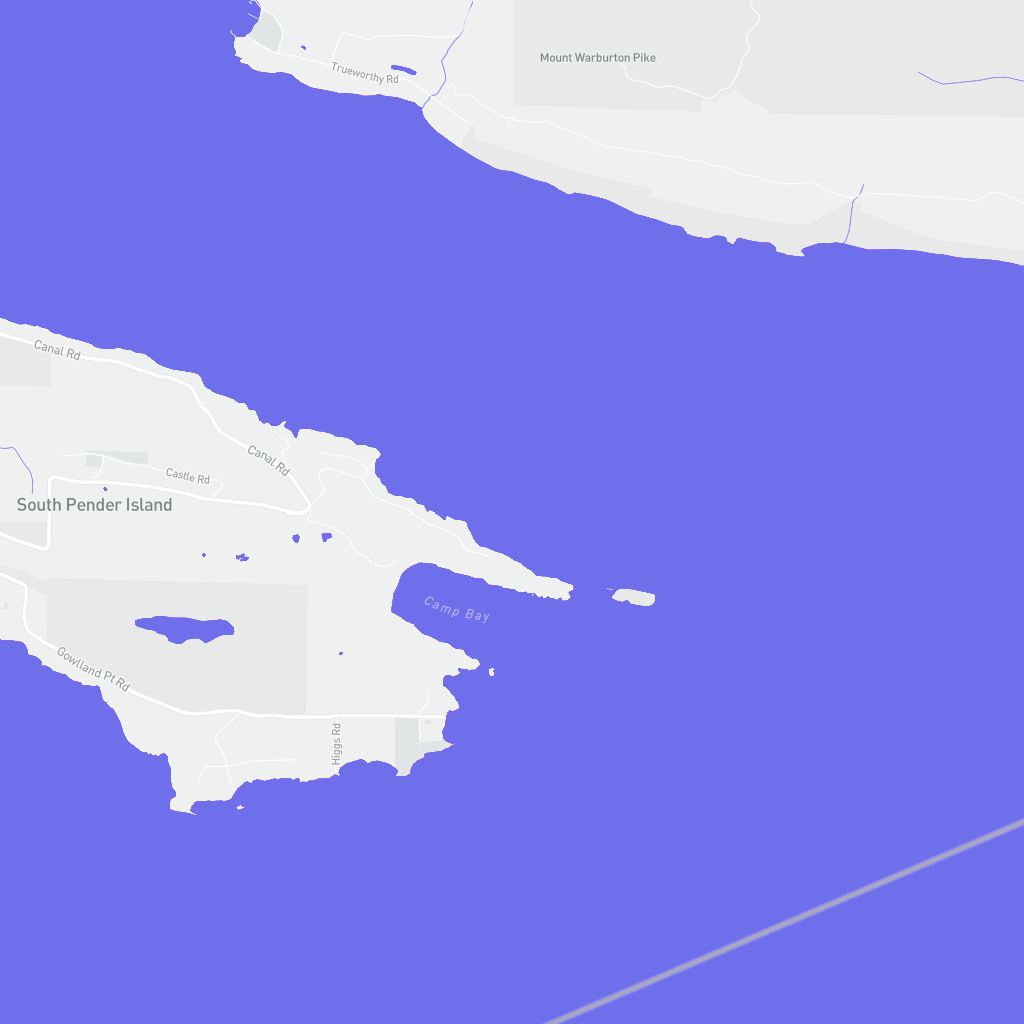 Mount Warburton Pike
Trueworthy Rd
Canal Rd
Canal Rd
Castle Rd
South Pender Island
Camp Bay
Gowlland Pt Rd
Higgs Rd